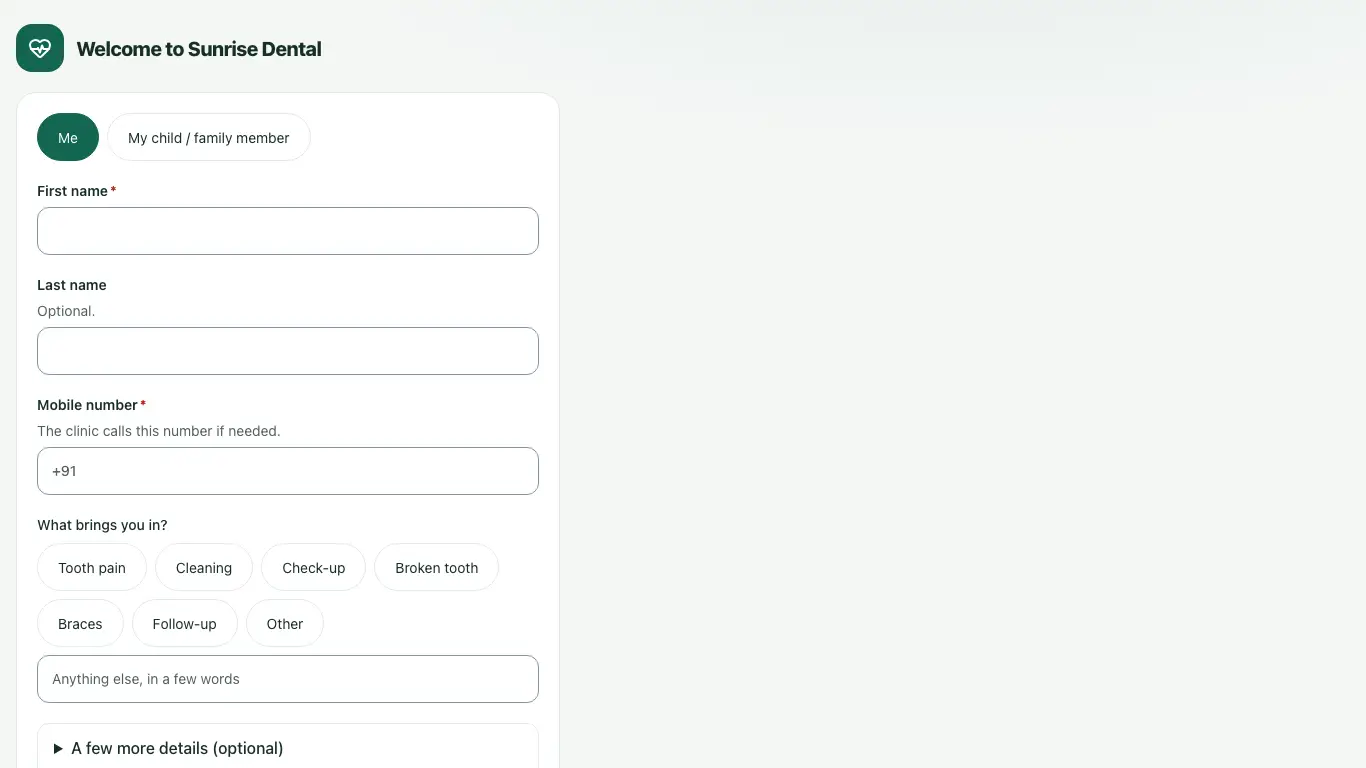 Welcome to Sunrise Dental
Me
My child / family member
First name*
Last name
Optional.
Mobile number*
The clinic calls this number if needed.
+91
What brings you in?
Tooth pain
Cleaning
Check-up
Broken tooth
Braces
Follow-up
Other
Anything else, in a few words
A few more details (optional)